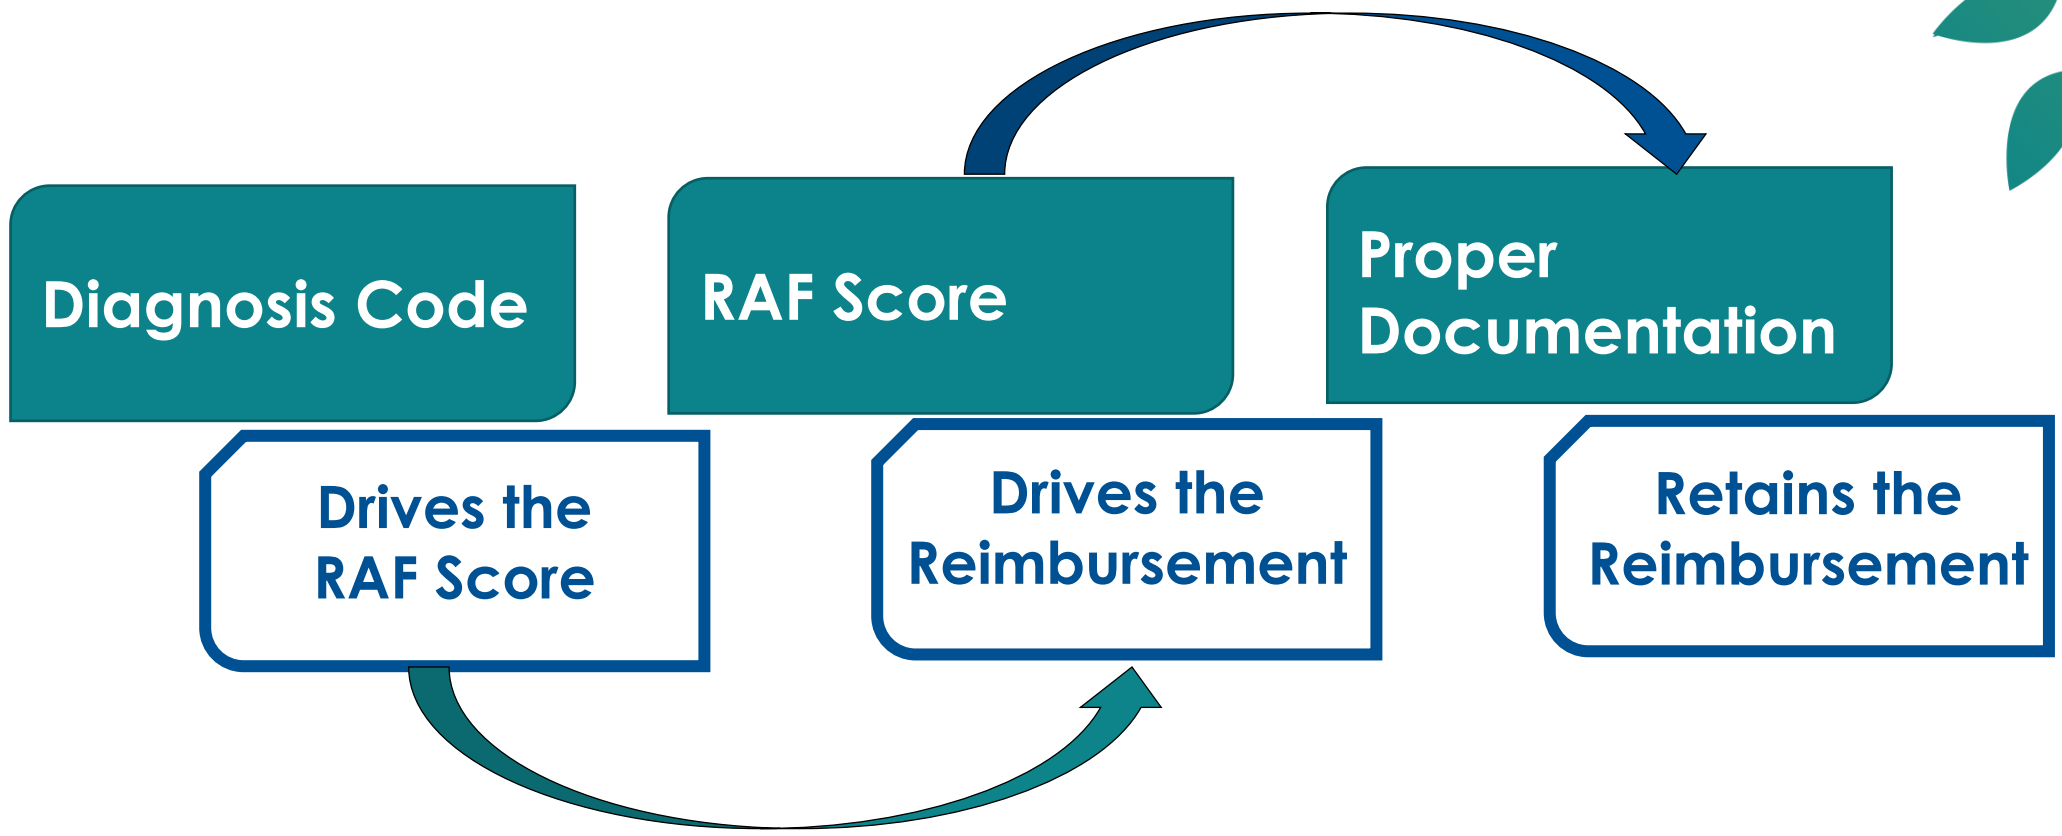 Diagnosis Code
Drives the
RAF Score
RAF Score
Drives the
Reimbursement
Proper
Documentation
Retains the
Reimbursement